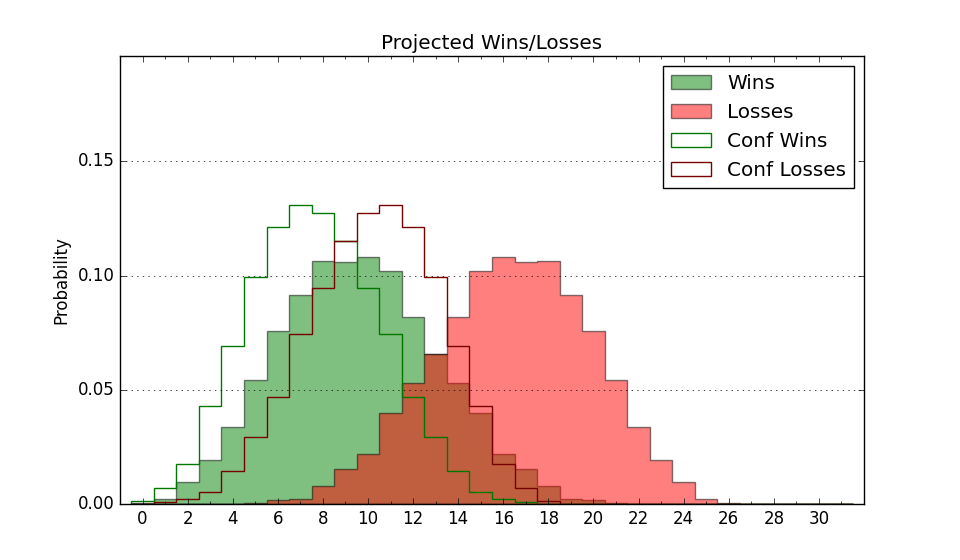 Projected Wins/Losses
Wins
Losses
Conf Wins
Conf Losses
Probability
0.15
0.10
0.05
0.00
0 2 4 6 8 10 12 14 16 18 20 22 24 26 28 30